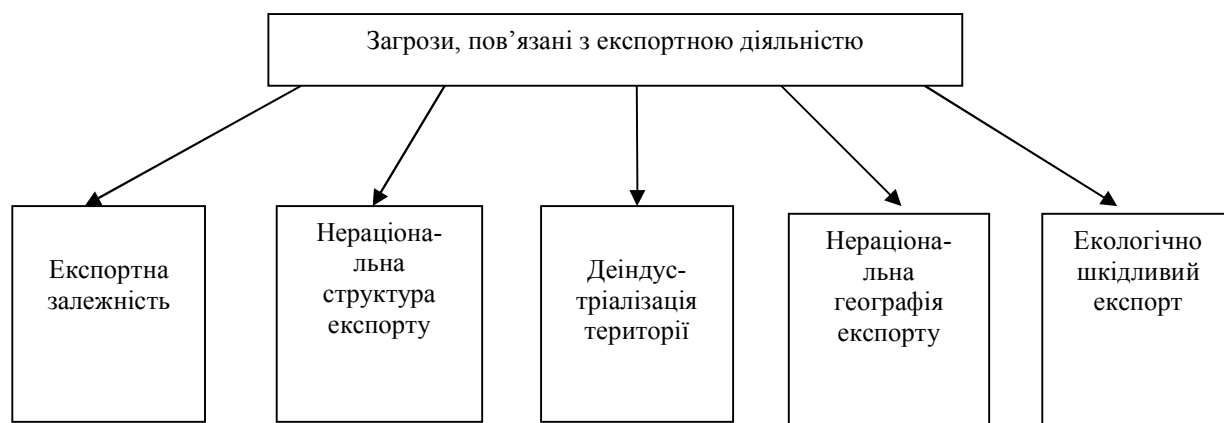 Загрози, пов’язані з експортною діяльністю
Експортна
залежність
Нераціона-
льна
структура
експорту
Деіндус-
тріалізація
території
Нераціона-
льна
географія
експорту
Екологічно
шкідливий
експорт